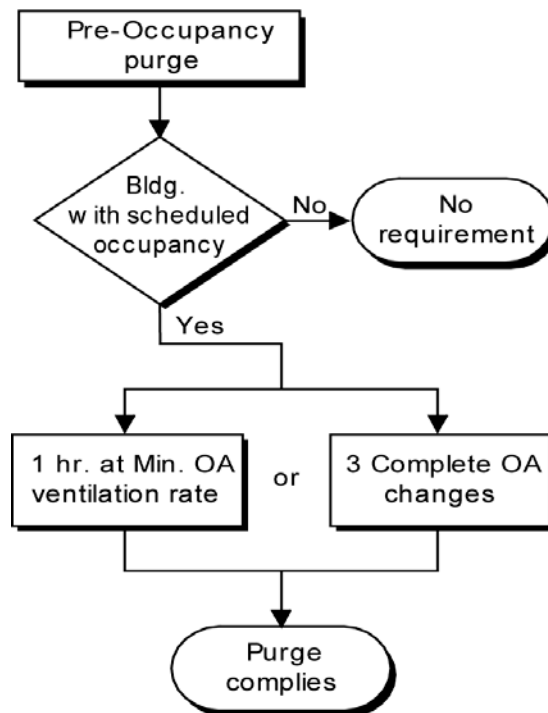 Pre-Occupancy
purge
Bldg.
with scheduled
occupancy
No
No
requirement
Yes
1 hr. at Min. OA
ventilation rate
or
3 Complete OA
changes
Purge
complies